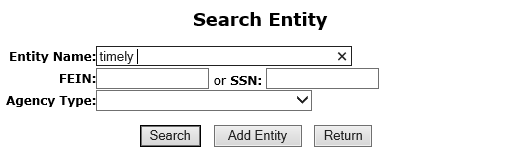 Search Entity
Entity Name: timely
FEIN: or SSN:
Agency Type:
Search Add Entity Return